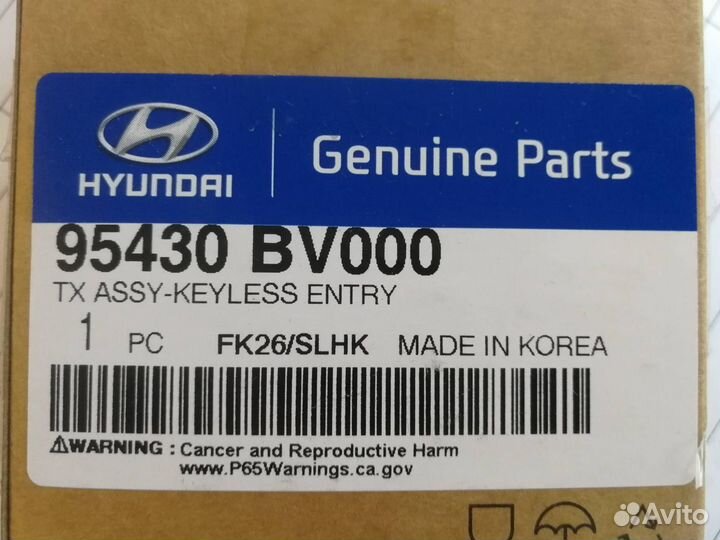 HYUNDAI
Genuine Parts
95430 BV000
TX ASSY-KEYLESS ENTRY
1 PC FK26/SLHK MADE IN KOREA
⚠WARNING : Cancer and Reproductive Harm
www.P65Warnings.ca.gov
Avito